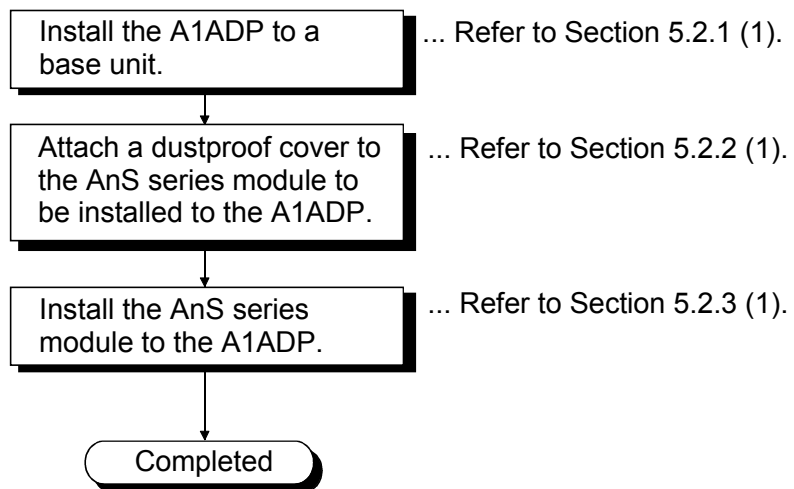 Install the A1ADP to a ... Refer to Section 5.2.1 (1).
base unit.
Attach a dustproof cover to ... Refer to Section 5.2.2 (1).
the AnS series module to
be installed to the A1ADP.
Install the AnS series ... Refer to Section 5.2.3 (1).
module to the A1ADP.
Completed